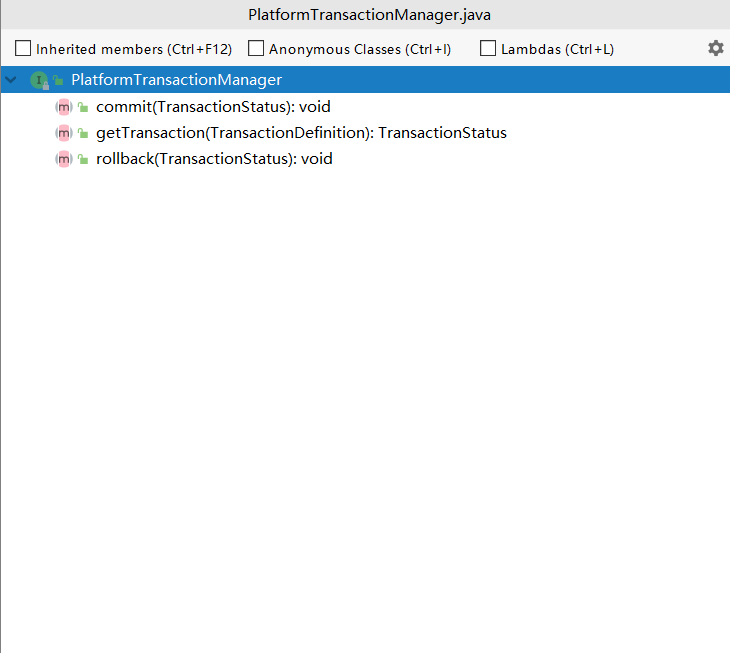 PlatformTransactionManager.java
Inherited members (Ctrl+F12) Anonymous Classes (Ctrl+I) Lambdas (Ctrl+L)
I PlatformTransactionManager
m commit(TransactionStatus): void
m getTransaction(TransactionDefinition): TransactionStatus
m rollback(TransactionStatus): void